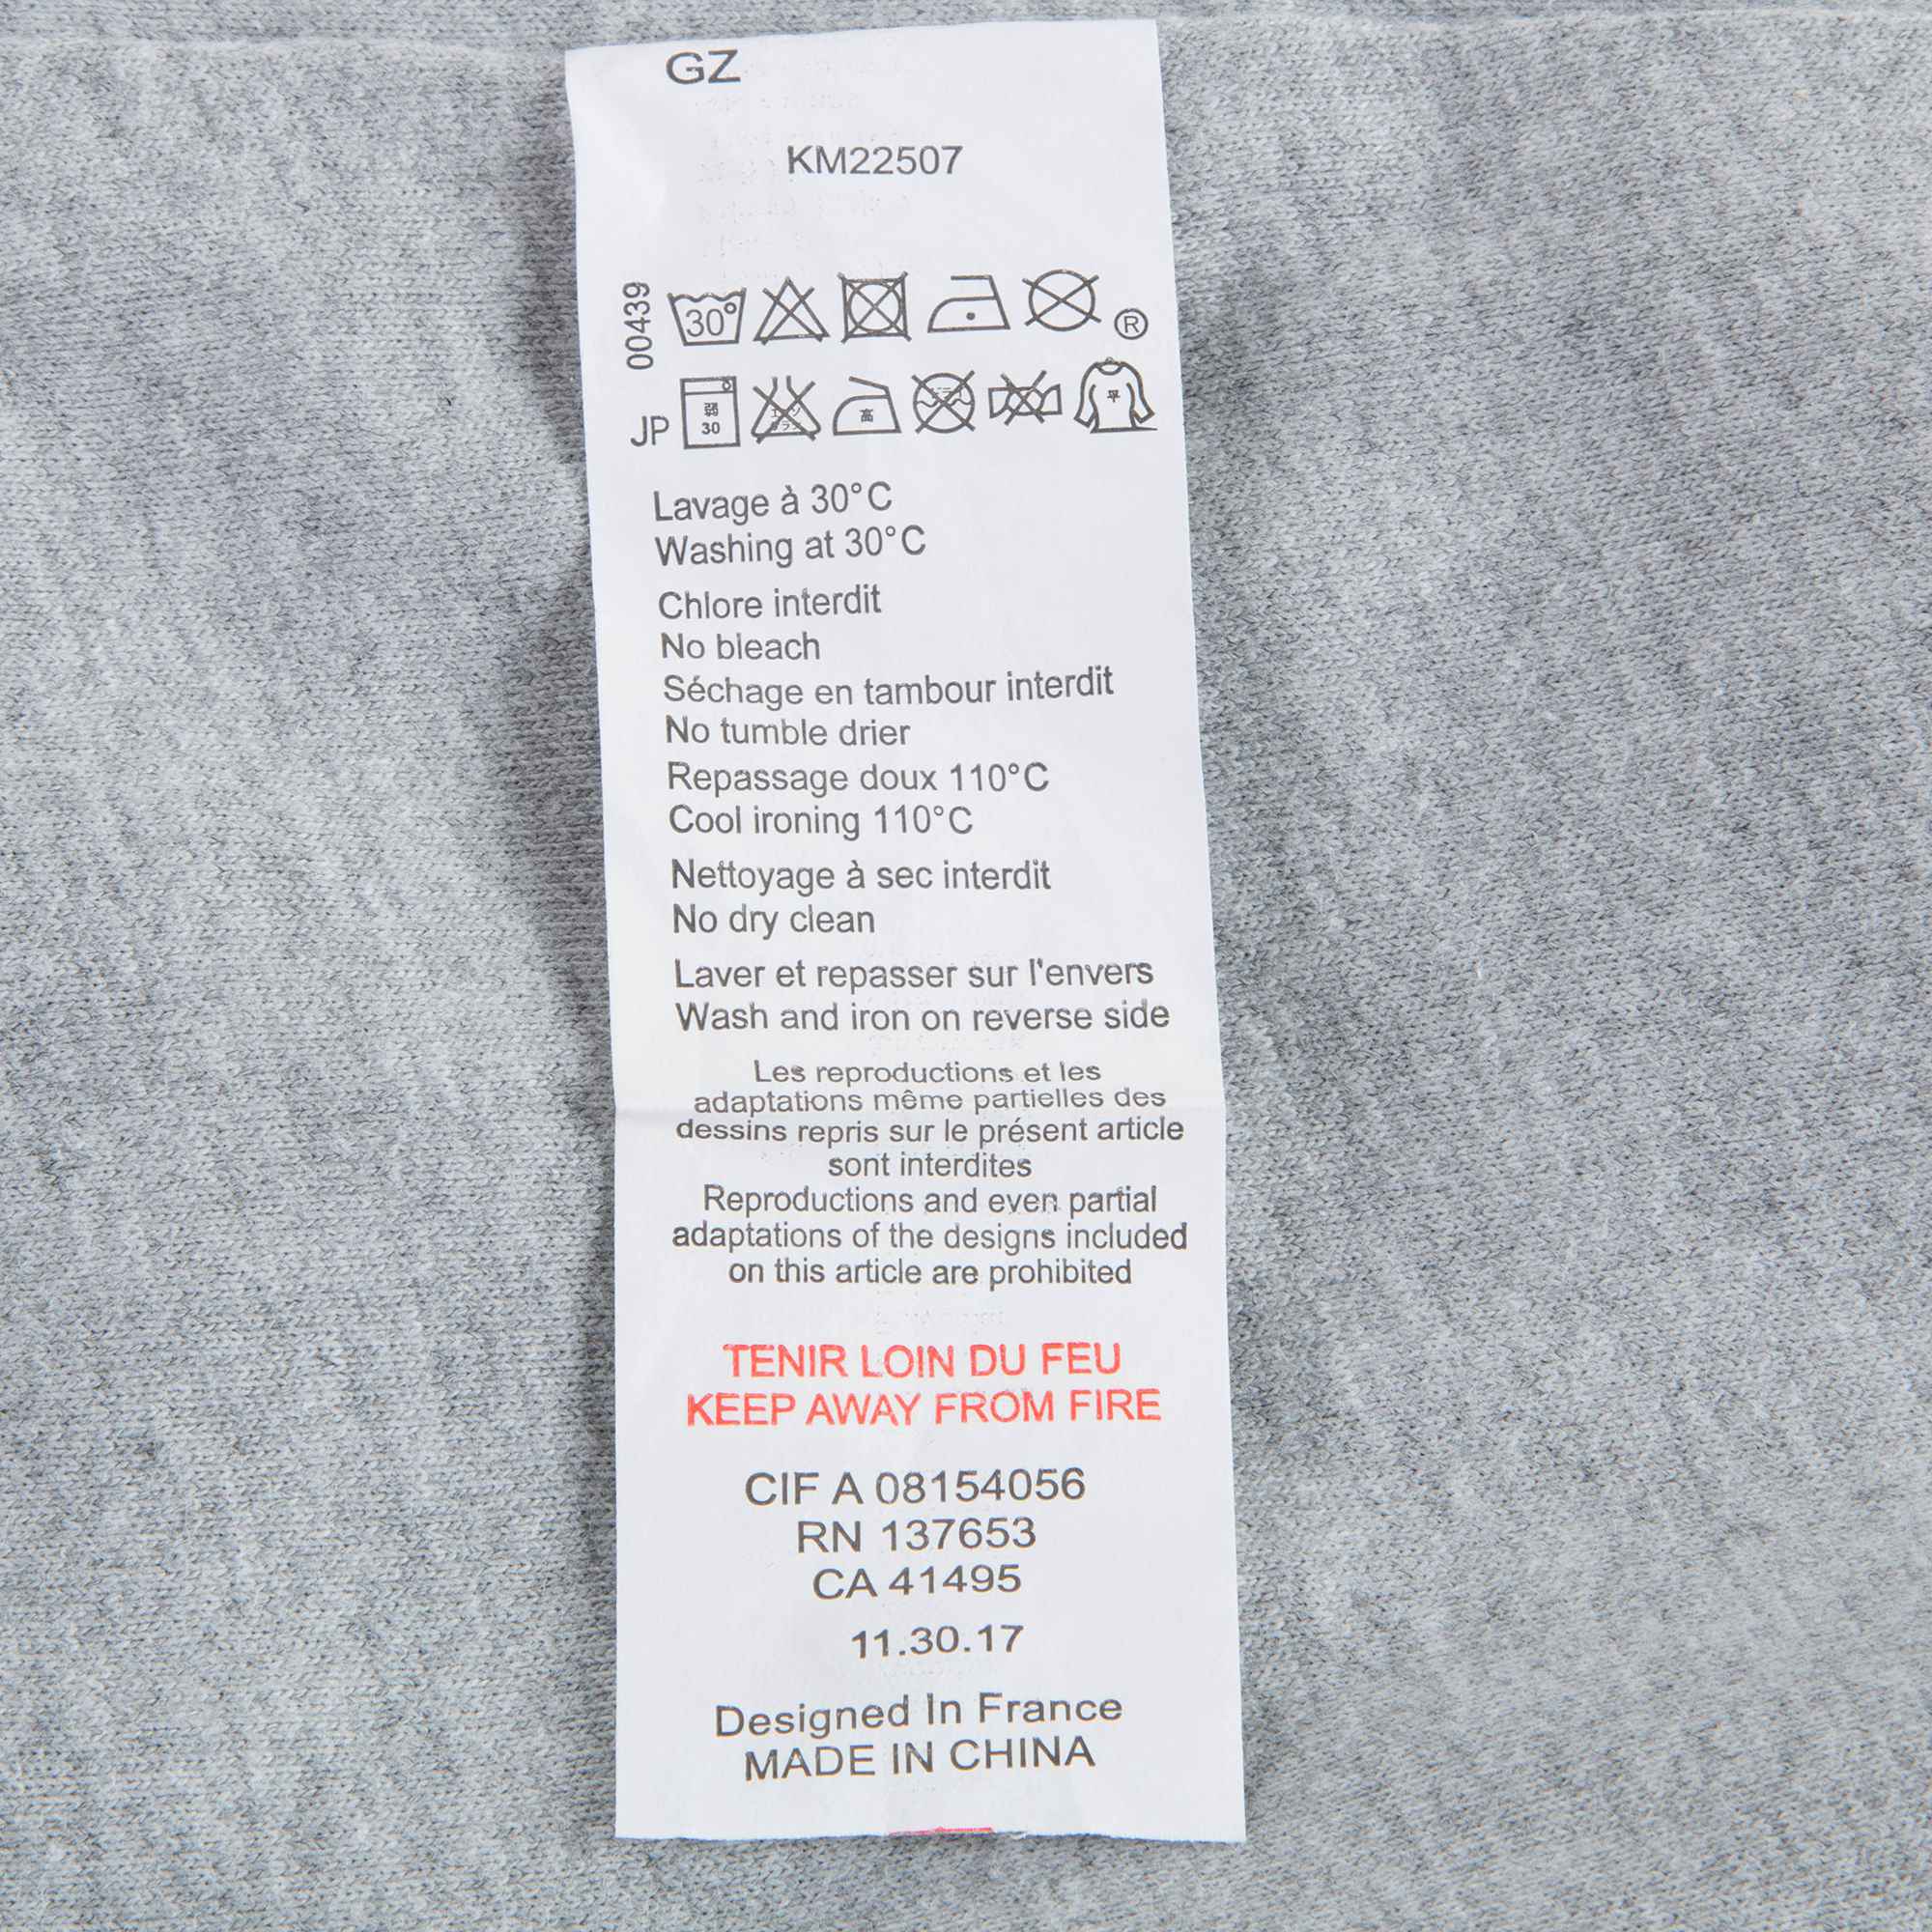 GZ
KM22507
00439
30°
®
JP
弱
30
高
平
Lavage à 30°C
Washing at 30°C
Chlore interdit
No bleach
Séchage en tambour interdit
No tumble drier
Repassage doux 110°C
Cool ironing 110°C
Nettoyage à sec interdit
No dry clean
Laver et repasser sur l'envers
Wash and iron on reverse side
Les reproductions et les
adaptations même partielles des
dessins repris sur le présent article
sont interdites
Reproductions and even partial
adaptations of the designs included
on this article are prohibited
TENIR LOIN DU FEU
KEEP AWAY FROM FIRE
CIF A 08154056
RN 137653
CA 41495
11.30.17
Designed In France
MADE IN CHINA